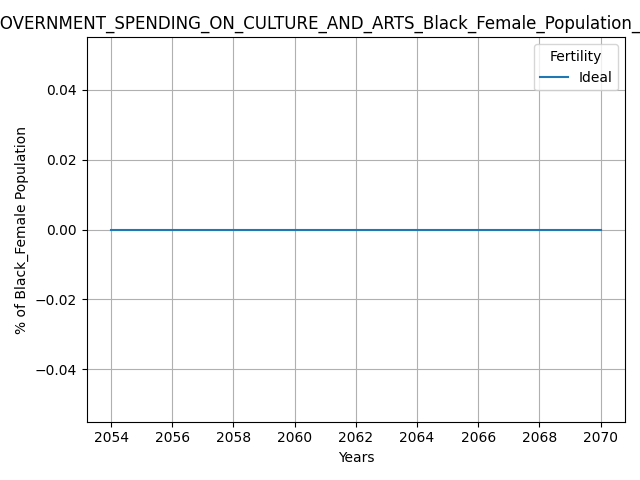 OVERNMENT_SPENDING_ON_CULTURE_AND_ARTS_Black_Female_Population_
Fertility
Ideal
0.04
0.02
0.00
−0.02
−0.04
% of Black_Female Population
2054 2056 2058 2060 2062 2064 2066 2068 2070
Years